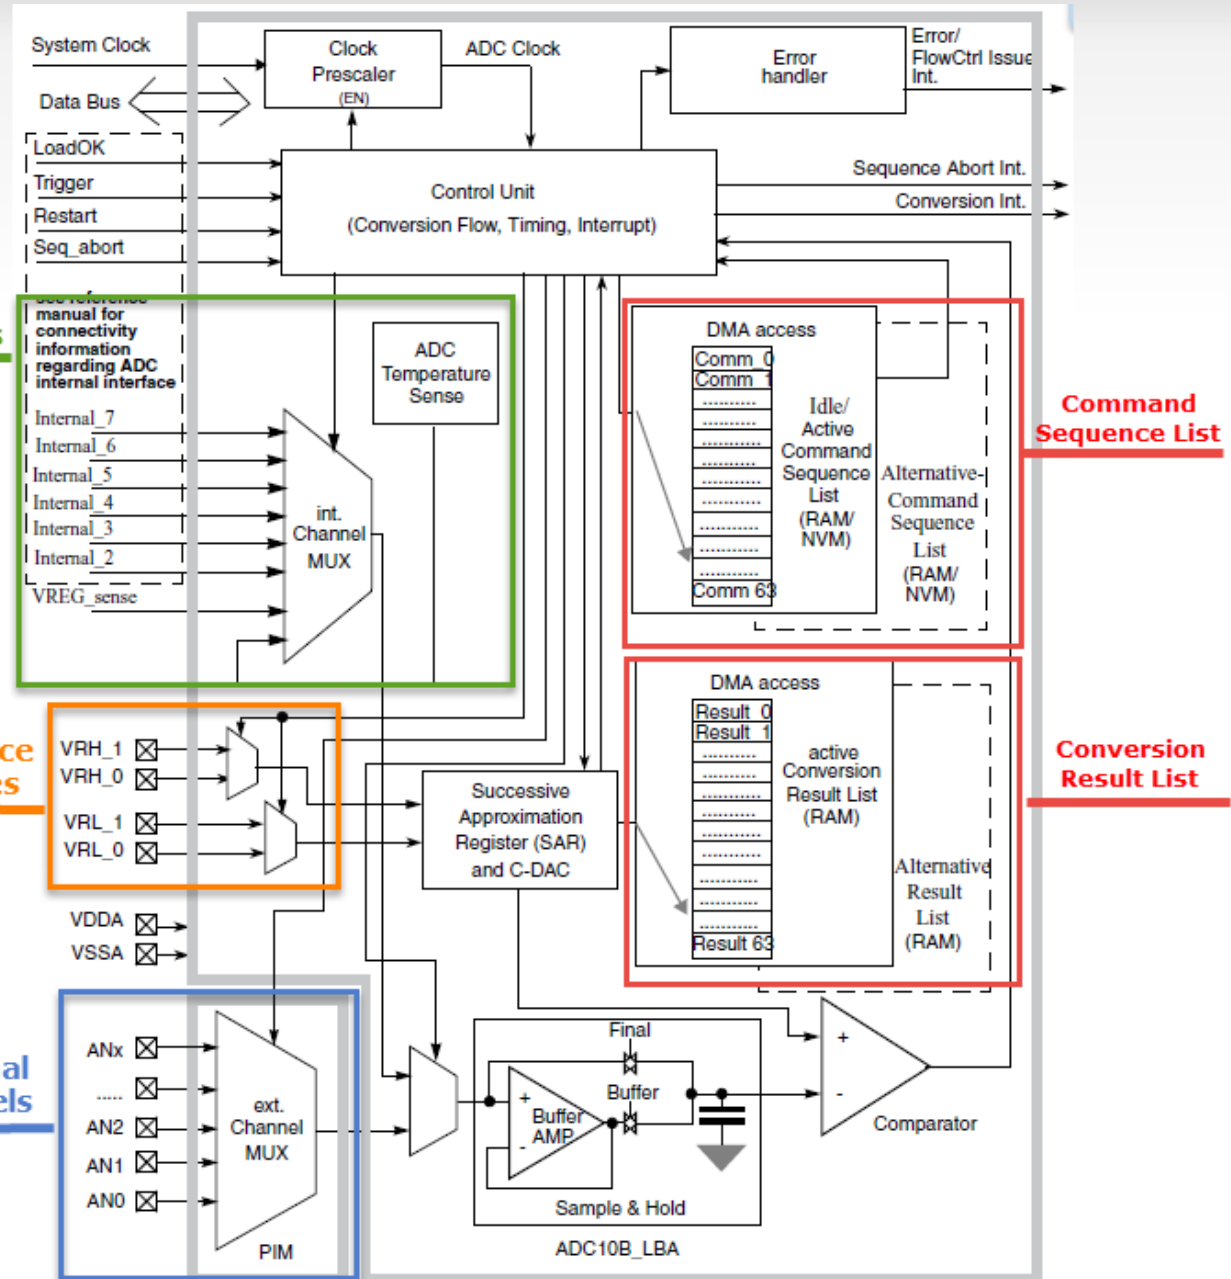 System Clock
Clock
Prescaler
(EN)
ADC Clock
Error
handler
Error/
FlowCtrl Issue
Int.
Data Bus
LoadOK
Trigger
Restart
Seq_abort
Control Unit
(Conversion Flow, Timing, Interrupt)
Sequence Abort Int.
Conversion Int.
see reference
manual for
connectivity
information
regarding ADC
internal interface
s
ADC
Temperature
Sense
Internal_7
Internal_6
Internal_5
Internal_4
Internal_3
Internal_2
VREG_sense
int.
Channel
MUX
DMA access
Comm_0
Comm_1
..........
..........
..........
..........
..........
..........
..........
..........
..........
Comm 63
Idle/
Active
Command
Sequence
List
(RAM/
NVM)
Alternative-
Command
Sequence
List
(RAM/
NVM)
Command
Sequence List
ce
es
VRH_1
VRH_0
VRL_1
VRL_0
VDDA
VSSA
Successive
Approximation
Register (SAR)
and C-DAC
DMA access
Result_0
Result_1
...........
...........
...........
...........
...........
...........
...........
...........
...........
Result 63
active
Conversion
Result List
(RAM)
Alternative
Result
List
(RAM)
Conversion
Result List
al
els
ANx
.....
AN2
AN1
AN0
ext.
Channel
MUX
PIM
Final
Buffer
+
-
Buffer
AMP
Sample & Hold
ADC10B_LBA
+
-
Comparator